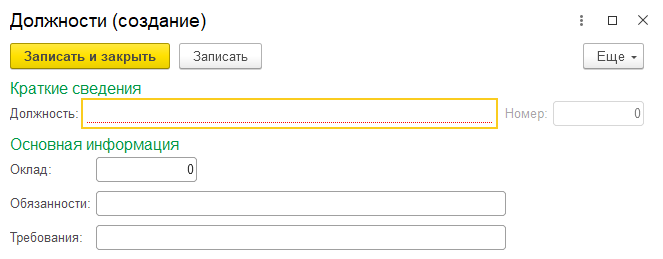 Должности (создание)
Записать и закрыть Записать Еще
Краткие сведения
Должность: Номер: 0
Основная информация
Оклад: 0
Обязанности:
Требования: